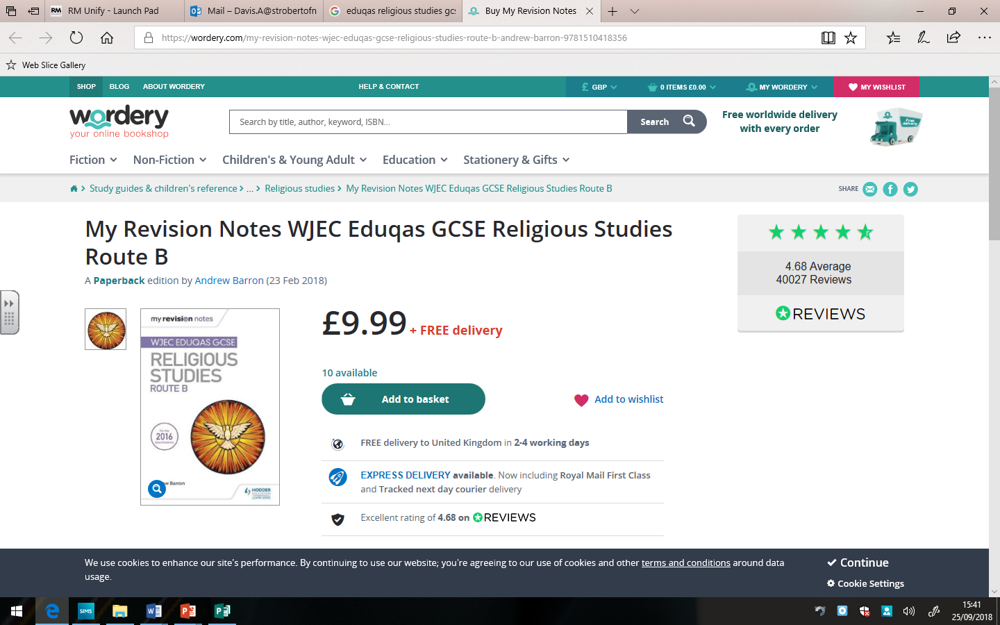 RM Unify - Launch Pad
Mail – Davis.A@strobertofn
eduqas religious studies gcs
Buy My Revision Notes
https://wordery.com/my-revision-notes-wjec-eduqas-gcse-religious-studies-route-b-andrew-barron-9781510418356
Web Slice Gallery
SHOP BLOG ABOUT WORDERY HELP & CONTACT £ GBP 0 ITEMS £0.00 MY WORDERY MY WISHLIST
wordery
your online bookshop
Search by title, author, keyword, ISBN...
Search
Free worldwide delivery
with every order
Free delivery
Fiction Non-Fiction Children's & Young Adult Education Stationery & Gifts
Study guides & children's reference > ... > Religious studies > My Revision Notes WJEC Eduqas GCSE Religious Studies Route B
SHARE
My Revision Notes WJEC Eduqas GCSE Religious Studies
Route B
A Paperback edition by Andrew Barron (23 Feb 2018)
4.68 Average
40027 Reviews
REVIEWS
my revision notes
WJEC EDUQAS GCSE
RELIGIOUS
STUDIES
ROUTE B
For the
2016
w Barron
HODDER
EDUCATION
LEARN MORE
£9.99 + FREE delivery
10 available
Add to basket
Add to wishlist
FREE delivery to United Kingdom in 2-4 working days
EXPRESS DELIVERY available. Now including Royal Mail First Class
and Tracked next day courier delivery
Excellent rating of 4.68 on REVIEWS
We use cookies to enhance our site's performance. By continuing to use our website; you're agreeing to our use of cookies and other terms and conditions around data
usage.
Continue
Cookie Settings
SIMS
15:41
25/09/2018